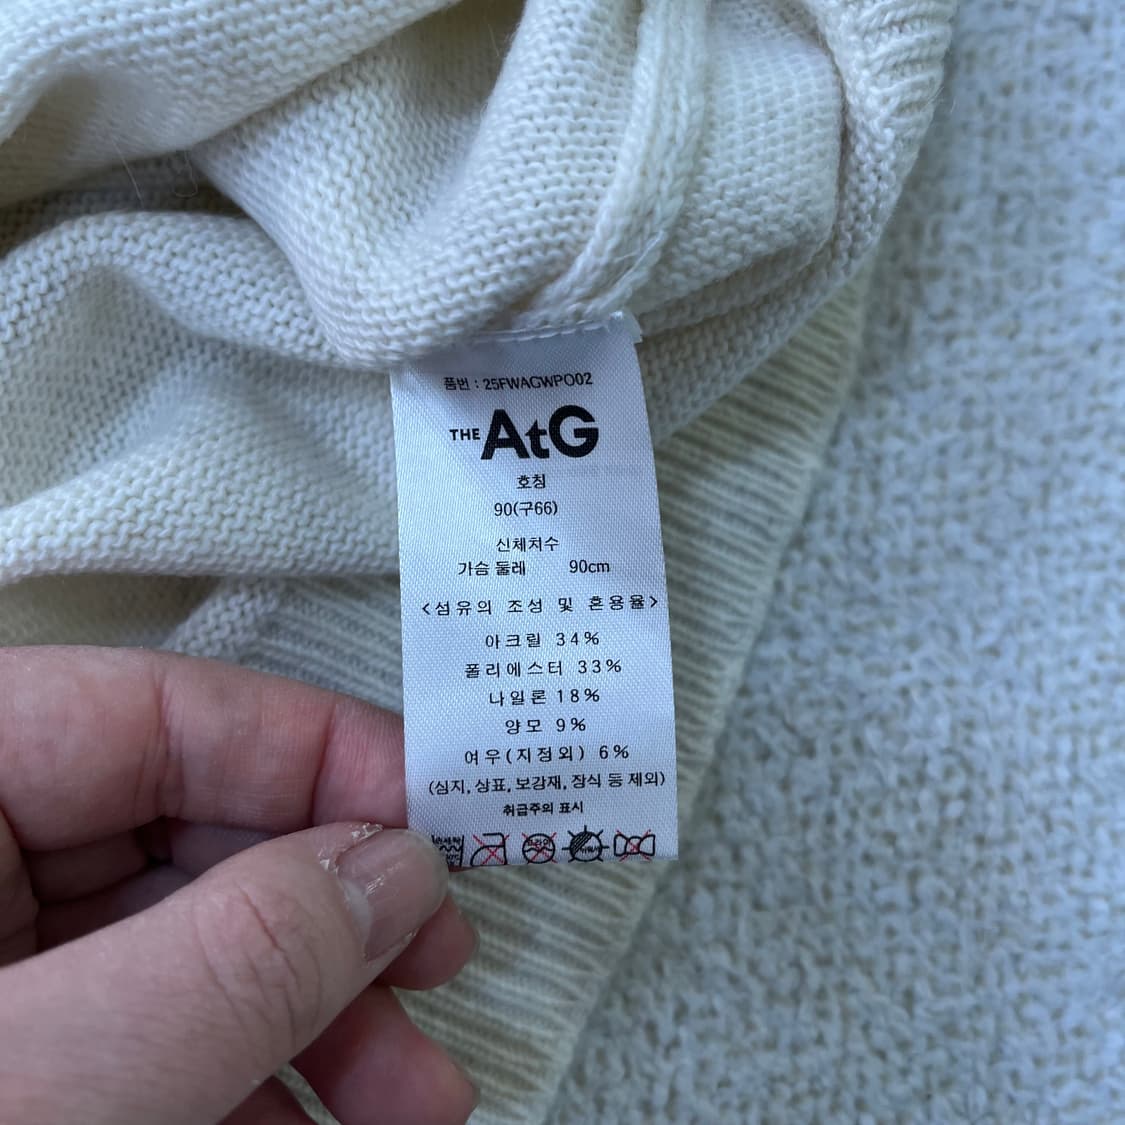 품번 : 25FWAGWPO02
THE AtG
호칭
90(구66)
신체치수
가슴 둘레 90cm
<섬유의 조성 및 혼용율>
아크릴 34%
폴리에스터 33%
나일론 18%
양모 9%
여우(지정외) 6%
(심지, 상표, 보강재, 장식 등 제외)
취급주의 표시